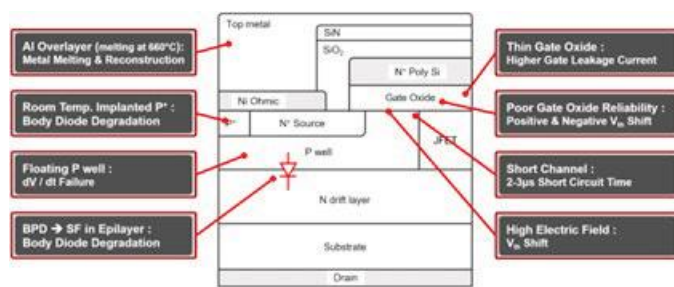 Al Overlayer (melting at 660°C):
Metal Melting & Reconstruction
Room Temp. Implanted P⁺ :
Body Diode Degradation
Floating P well :
dV / dt Failure
BPD → SF in Epilayer :
Body Diode Degradation
Top metal
SiN
SiO₂
N⁺ Poly Si
Ni Ohmic
Gate Oxide
P⁺
N⁺ Source
P well
JFET
N drift layer
Substrate
Drain
Thin Gate Oxide :
Higher Gate Leakage Current
Poor Gate Oxide Reliability :
Positive & Negative Vth Shift
Short Channel :
2-3μs Short Circuit Time
High Electric Field :
Vth Shift